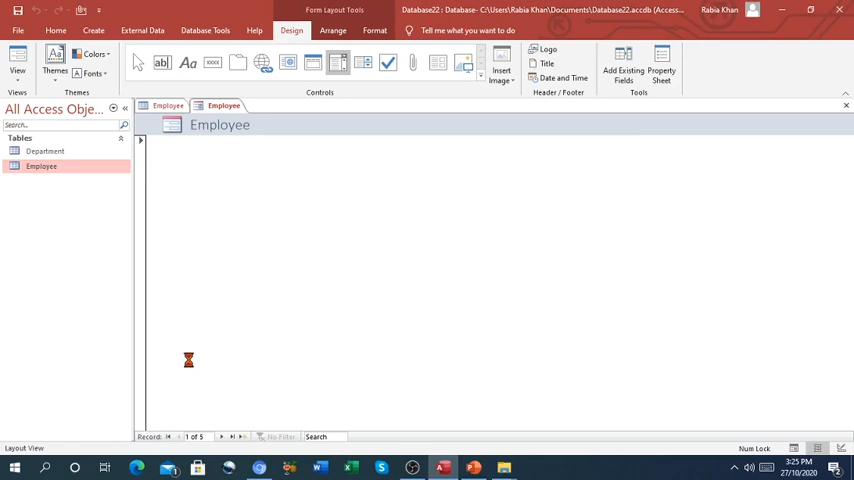 Form Layout Tools
Database22 : Database- C:\Users\Rabia Khan\Documents\Database22.accdb (Access...
Rabia Khan
File
Home
Create
External Data
Database Tools
Help
Design
Arrange
Format
Tell me what you want to do
View
Views
Themes
Colors
Fonts
Themes
ab
Aa
xxxx
Controls
Insert
Image
Logo
Title
Date and Time
Header / Footer
Add Existing
Fields
Property
Sheet
Tools
All Access Obje...
Search...
Tables
Department
Employee
Employee
Employee
Employee
Record:
1 of 5
No Filter
Search
Layout View
Num Lock
3:25 PM
27/10/2020